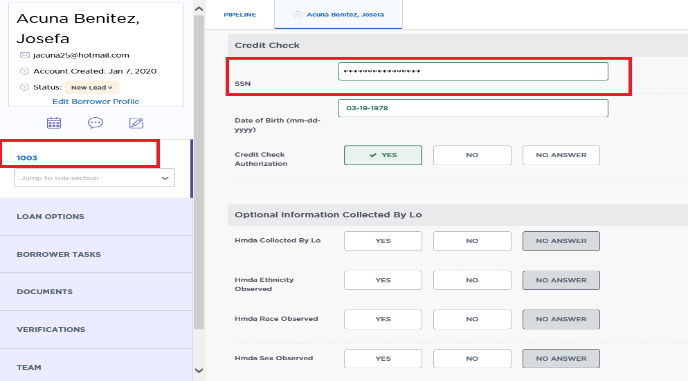 Acuna Benitez,
Josefa
jacuna25@hotmail.com
Account Created: Jan 7, 2020
Status: New Lead
Edit Borrower Profile
1003
Jump to sub-section
LOAN OPTIONS
BORROWER TASKS
DOCUMENTS
VERIFICATIONS
TEAM
PIPELINE
Acuna Benitez, Josefa
Credit Check
SSN
****************
Date of Birth (mm-dd-
yyyy)
03-19-1978
Credit Check
Authorization
YES NO NO ANSWER
Optional Information Collected By Lo
Hmda Collected By Lo YES NO NO ANSWER
Hmda Ethnicity
Observed
YES NO NO ANSWER
Hmda Race Observed YES NO NO ANSWER
Hmda Sex Observed YES NO NO ANSWER